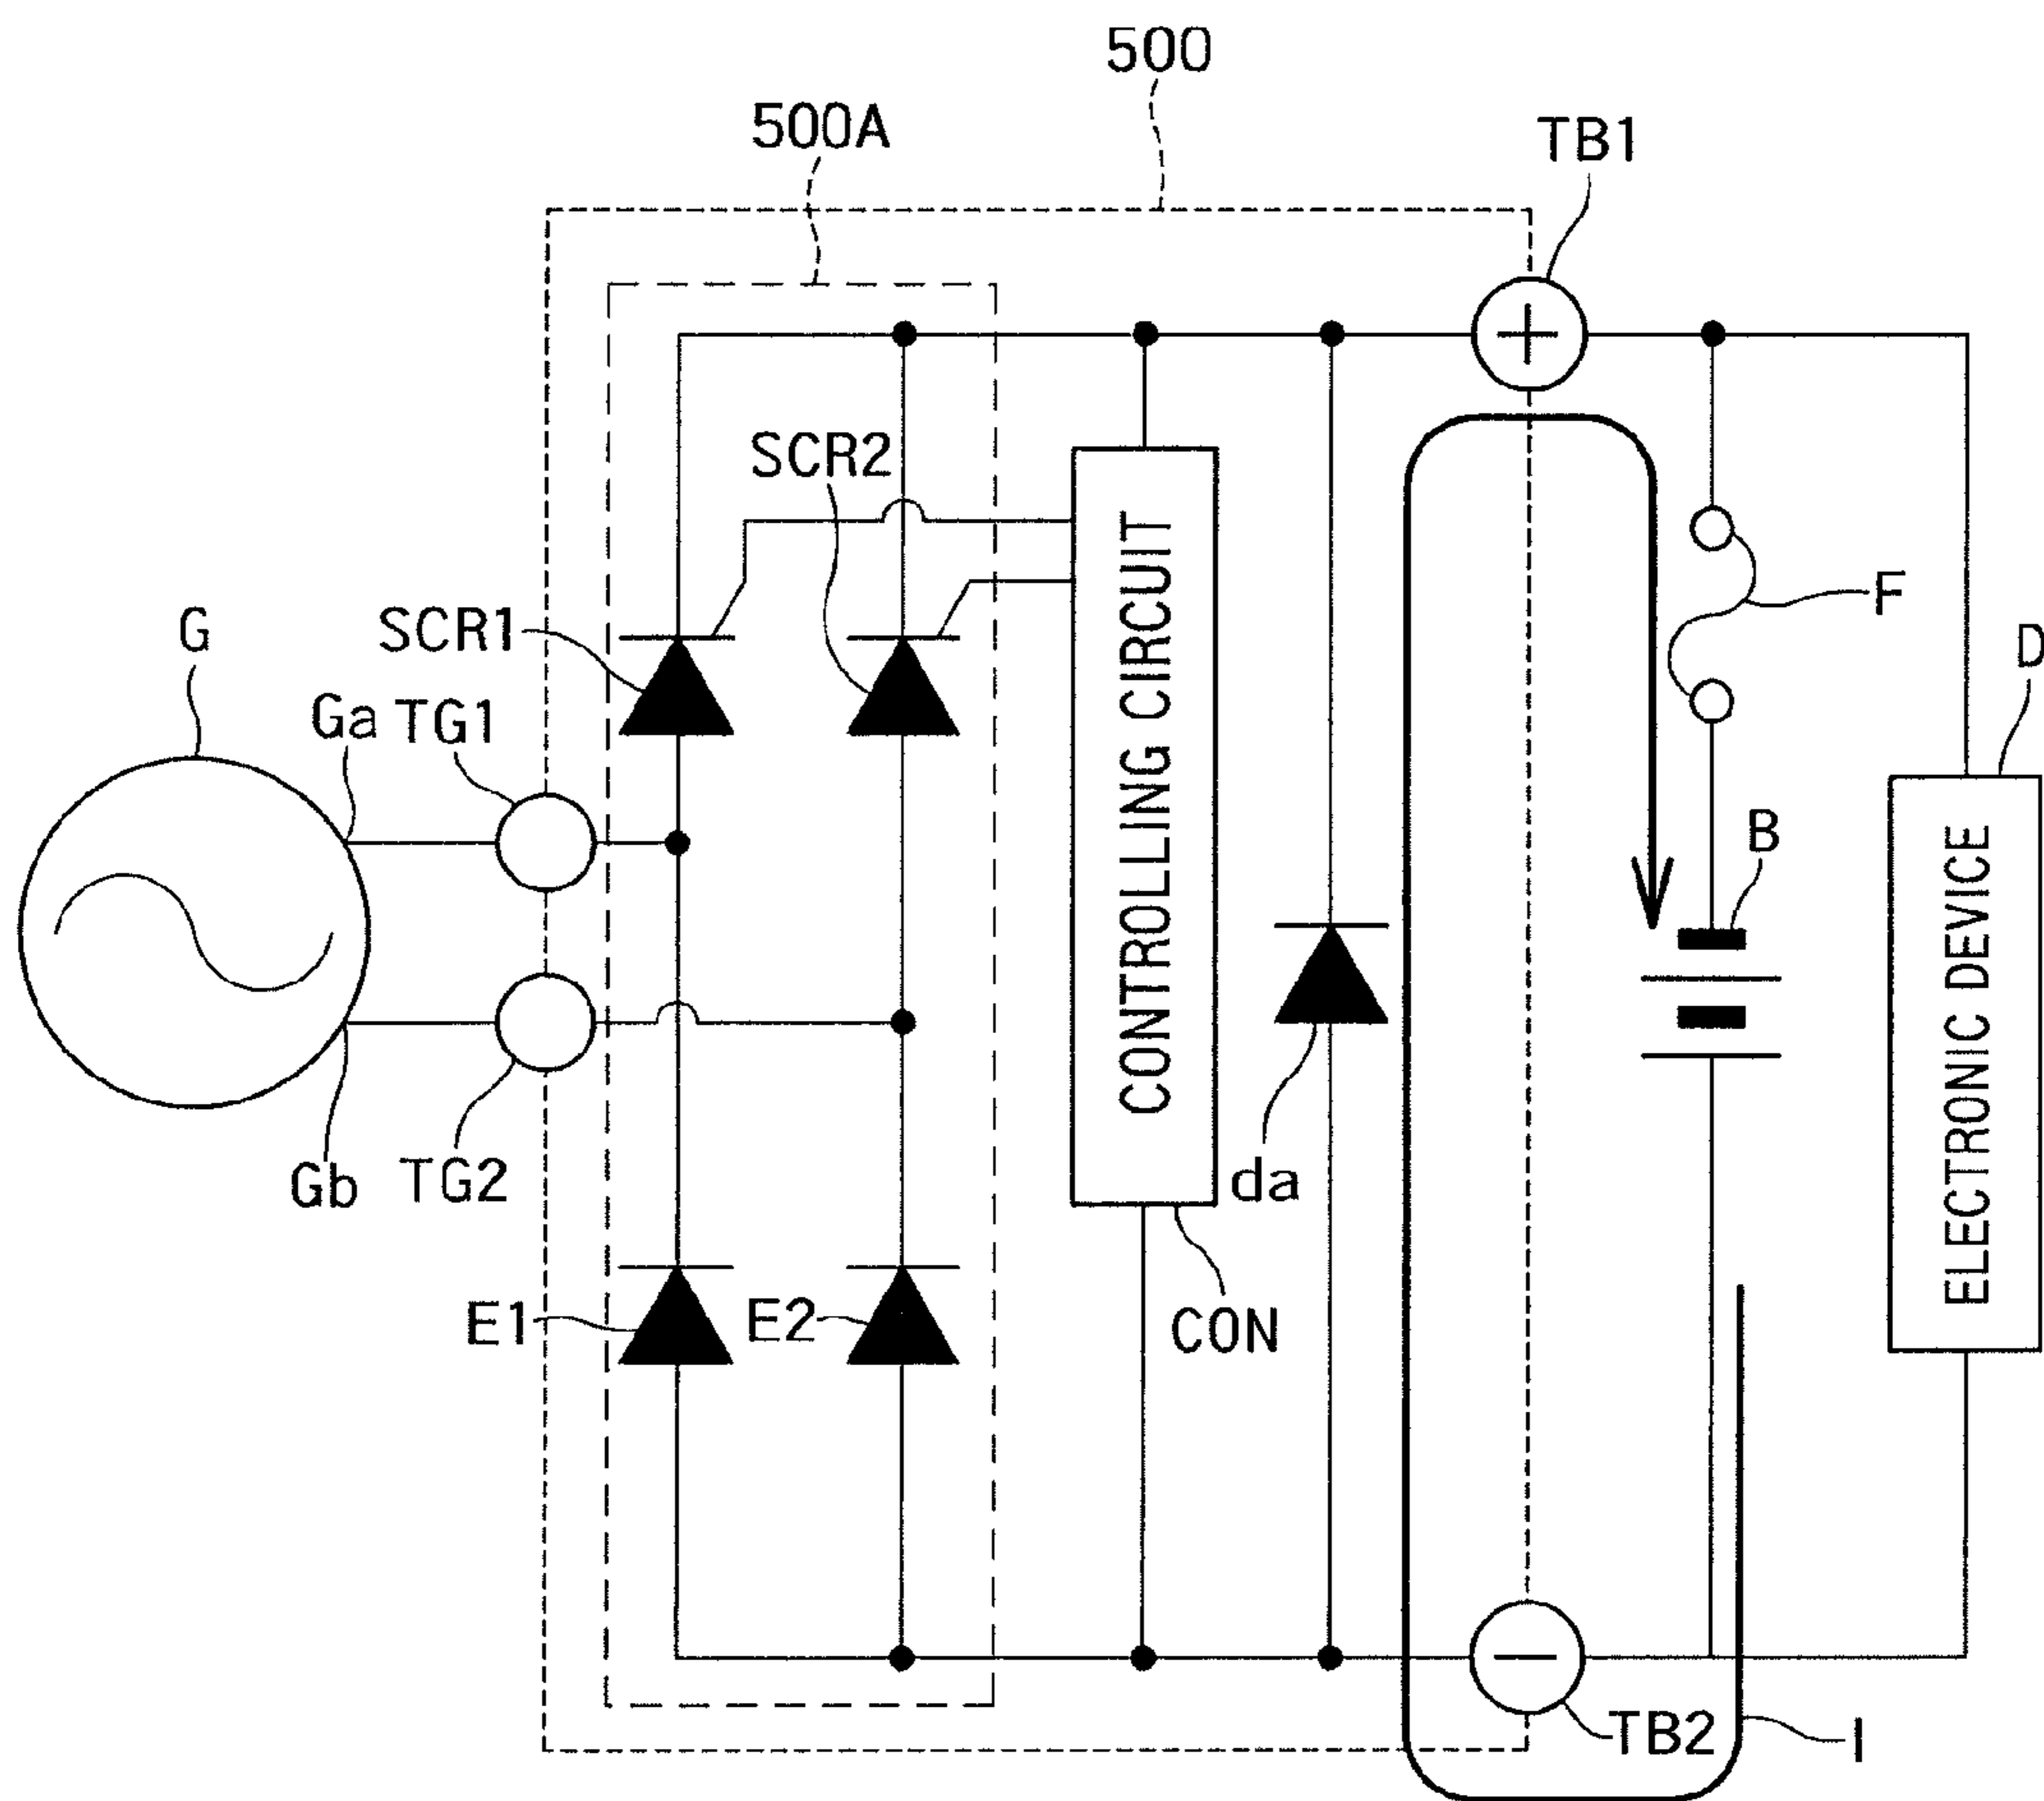 500
500A
TB1
SCR2
G
SCR1
F
D
Ga
TG1
CONTROLLING CIRCUIT
B
ELECTRONIC DEVICE
Gb
TG2
da
E1
E2
CON
TB2
I